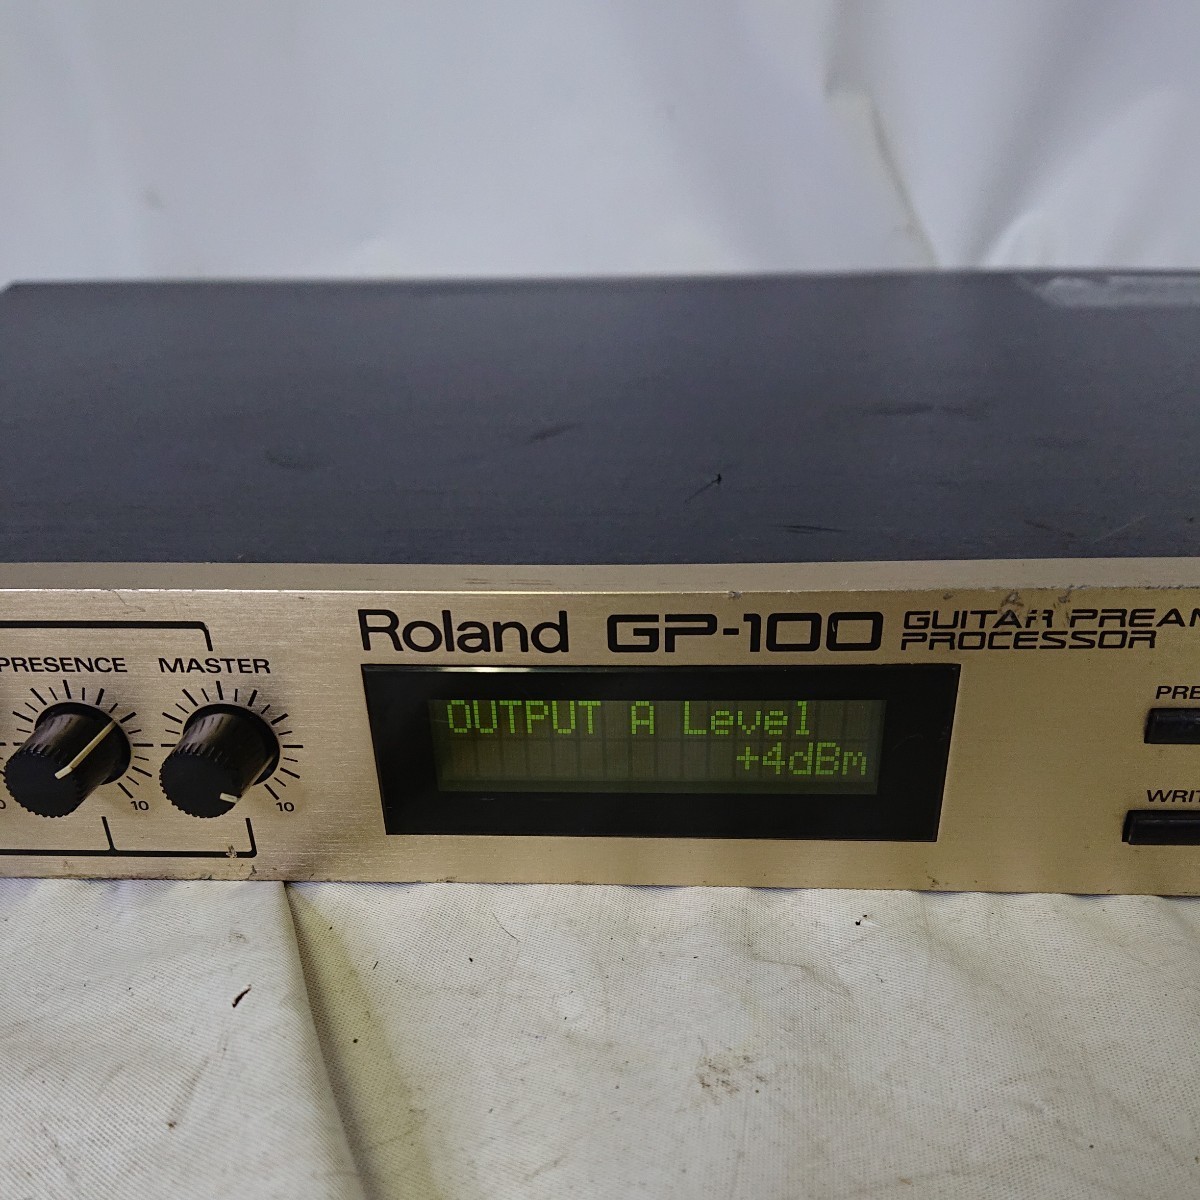 Roland GP-100 GUITAR PREAM
PROCESSOR
PRESENCE MASTER
10
10
OUTPUT A Level
+4dBm
PRE
WRIT